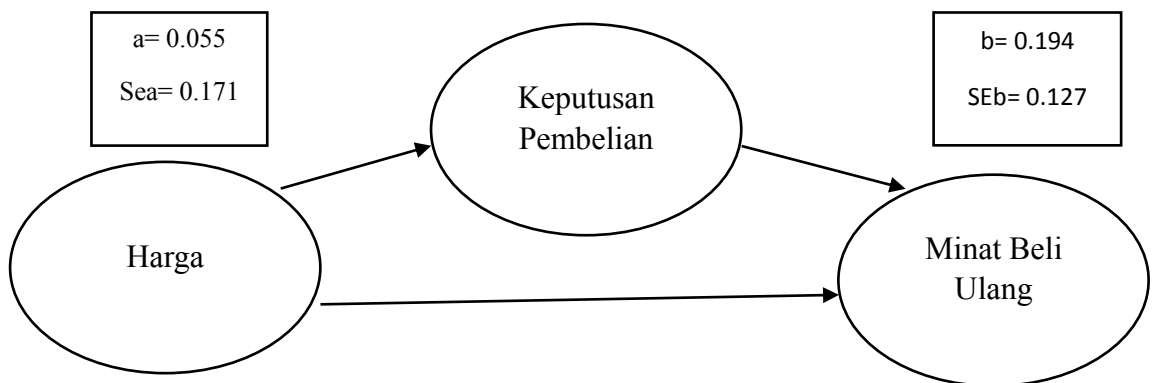 a= 0.055
Sea= 0.171
b= 0.194
SEb= 0.127
Keputusan
Pembelian
Harga
Minat Beli
Ulang